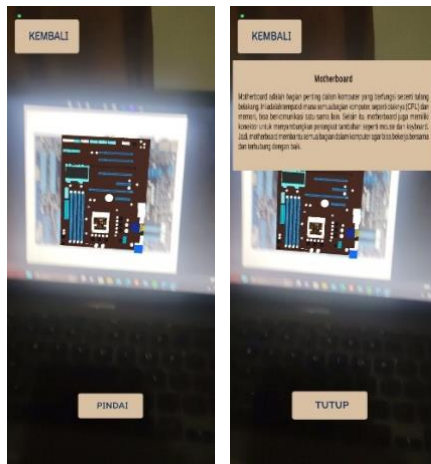 KEMBALI
PINDAI
KEMBALI
Motherboard
Motherboard adalah bagian penting dalam komputer yang berfungsi seperti tulang
belakang. Ini adalah tempat di mana semua bagian komputer, seperti otaknya (CPU) dan
memori, bisa berkomunikasi satu sama lain. Selain itu, motherboard juga memiliki
konektor untuk menyambungkan perangkat tambahan seperti mouse dan keyboard.
Jadi, motherboard membantu semua bagian dalam komputer agar bisa bekerja bersama
dan terhubung dengan baik.
TUTUP